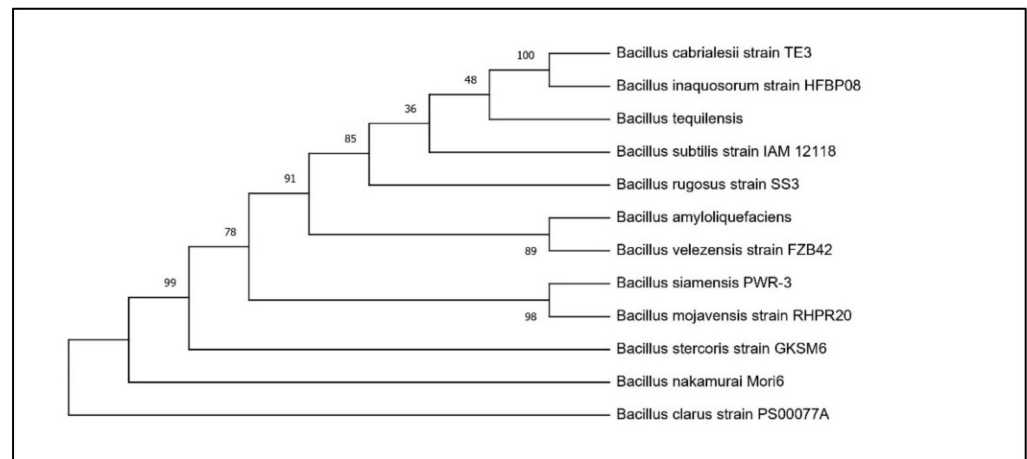 100
Bacillus cabrialesii strain TE3
Bacillus inaquosorum strain HFBP08
48
Bacillus tequilensis
36
Bacillus subtilis strain IAM 12118
85
Bacillus rugosus strain SS3
91
Bacillus amyloliquefaciens
89
Bacillus velezensis strain FZB42
78
Bacillus siamensis PWR-3
98
Bacillus mojavensis strain RHPR20
99
Bacillus stercoris strain GKSM6
Bacillus nakamurai Mori6
Bacillus clarus strain PS00077A